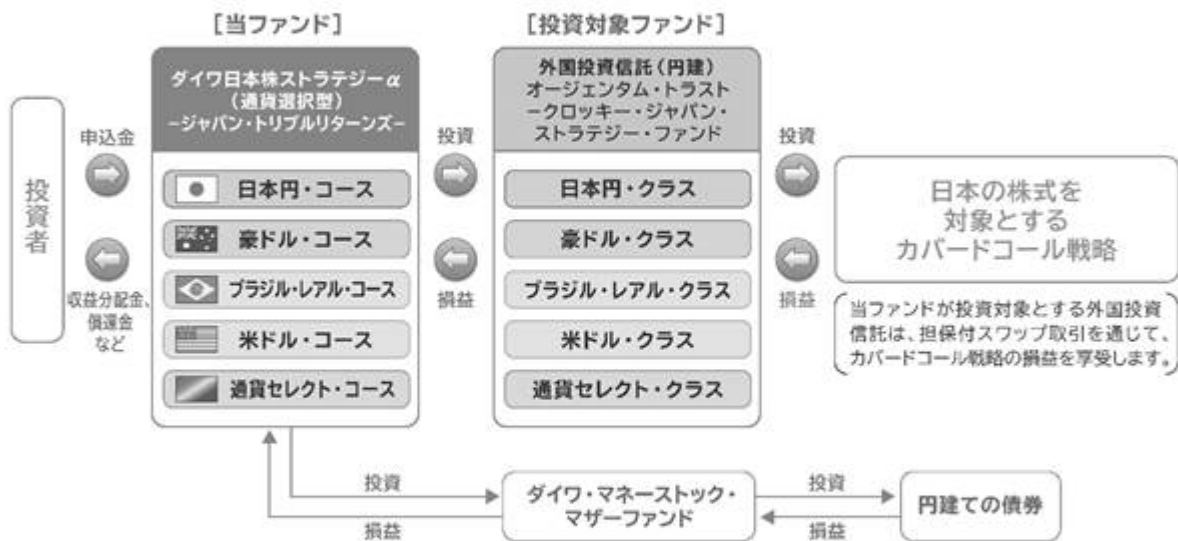 ［当ファンド］
［投資対象ファンド］
投資者
申込金
収益分配金、
償還金
など
ダイワ日本株ストラテジーα
（通貨選択型）
－ジャパン・トリプルリターンズ－
日本円・コース
豪ドル・コース
ブラジル・レアル・コース
米ドル・コース
通貨セレクト・コース
投資
損益
外国投資信託（円建）
オージェンタム・トラスト
－クロッキー・ジャパン・
ストラテジー・ファンド
日本円・クラス
豪ドル・クラス
ブラジル・レアル・クラス
米ドル・クラス
通貨セレクト・クラス
投資
損益
日本の株式を
対象とする
カバードコール戦略
当ファンドが投資対象とする外国投資
信託は、担保付スワップ取引を通じて、
カバードコール戦略の損益を享受します。
投資
損益
ダイワ・マネーストック・
マザーファンド
投資
損益
円建ての債券